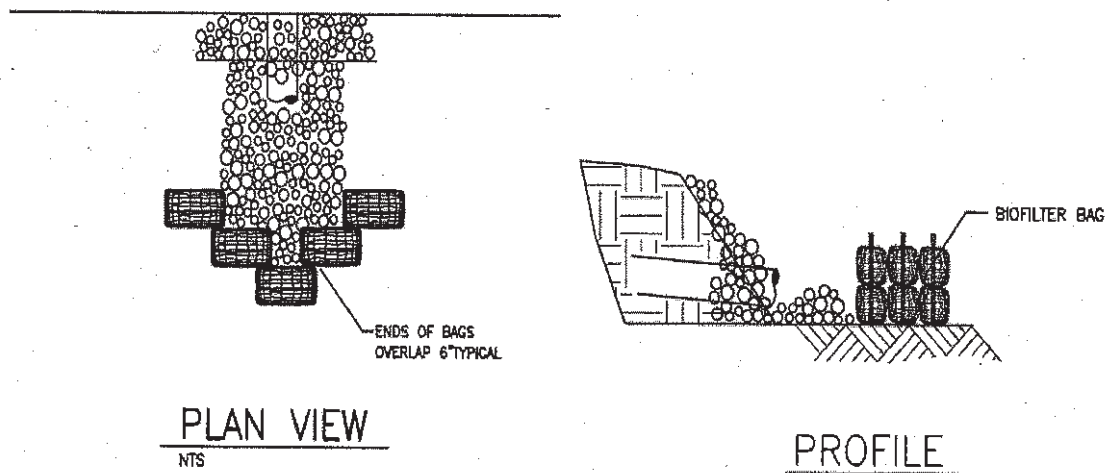 BIOFILTER BAG
ENDS OF BAGS
OVERLAP 6"TYPICAL
PLAN VIEW
NTS
PROFILE